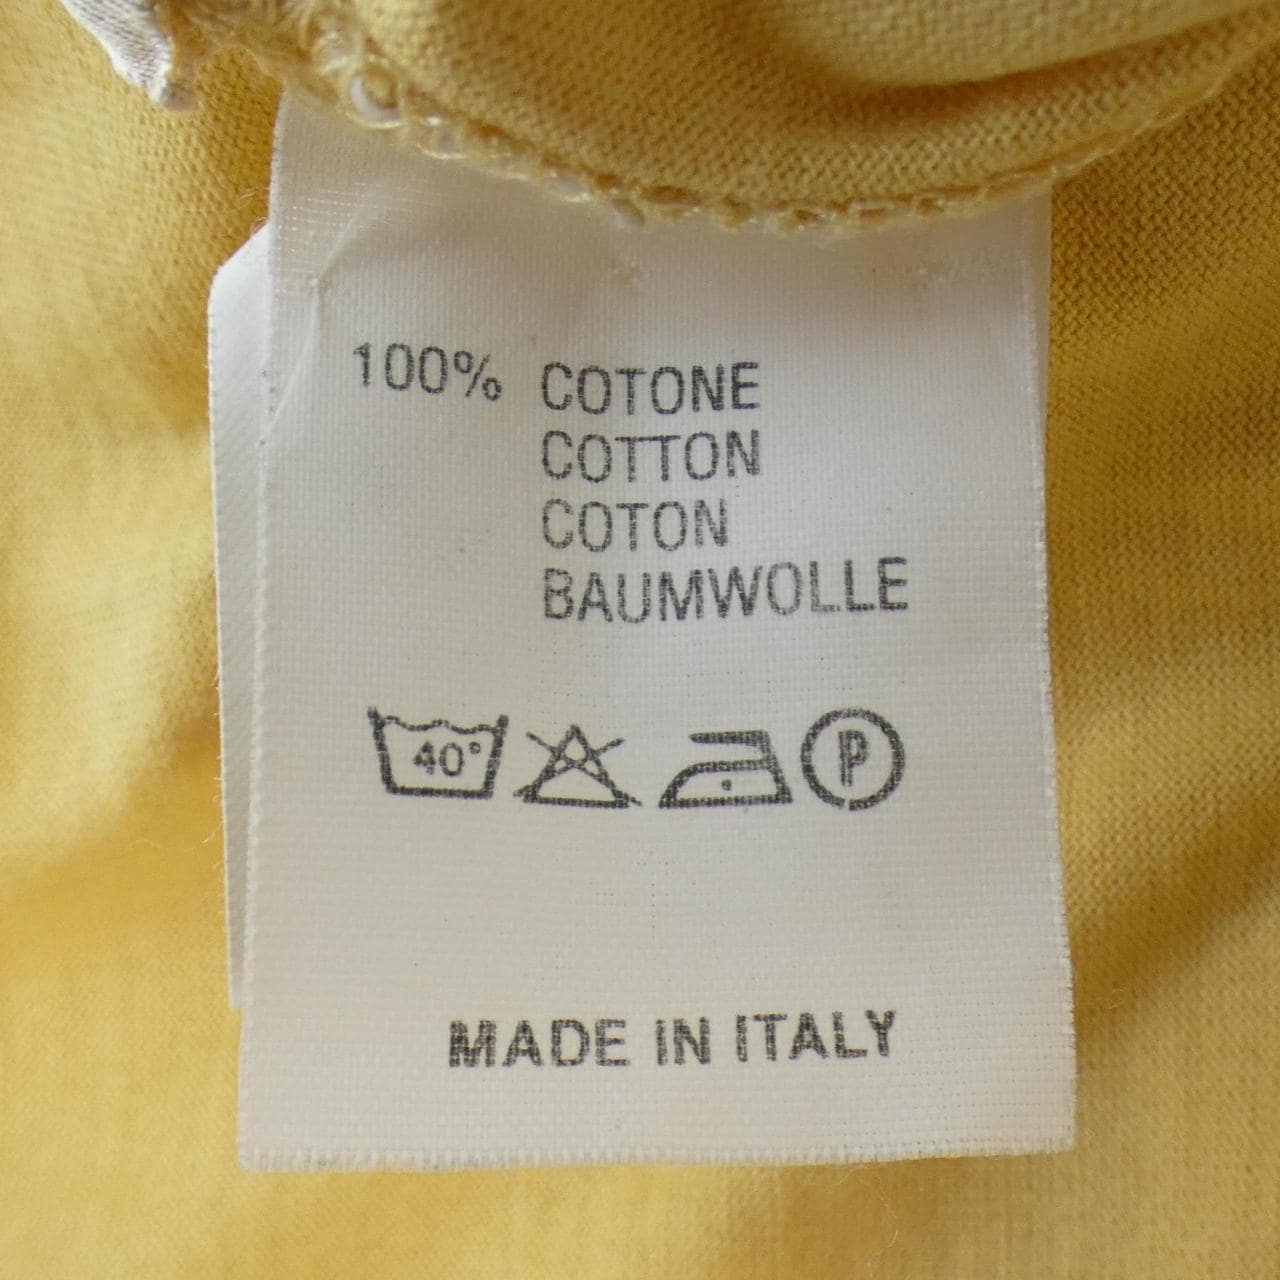 100% COTONE
COTTON
COTON
BAUMWOLLE
40° P
MADE IN ITALY